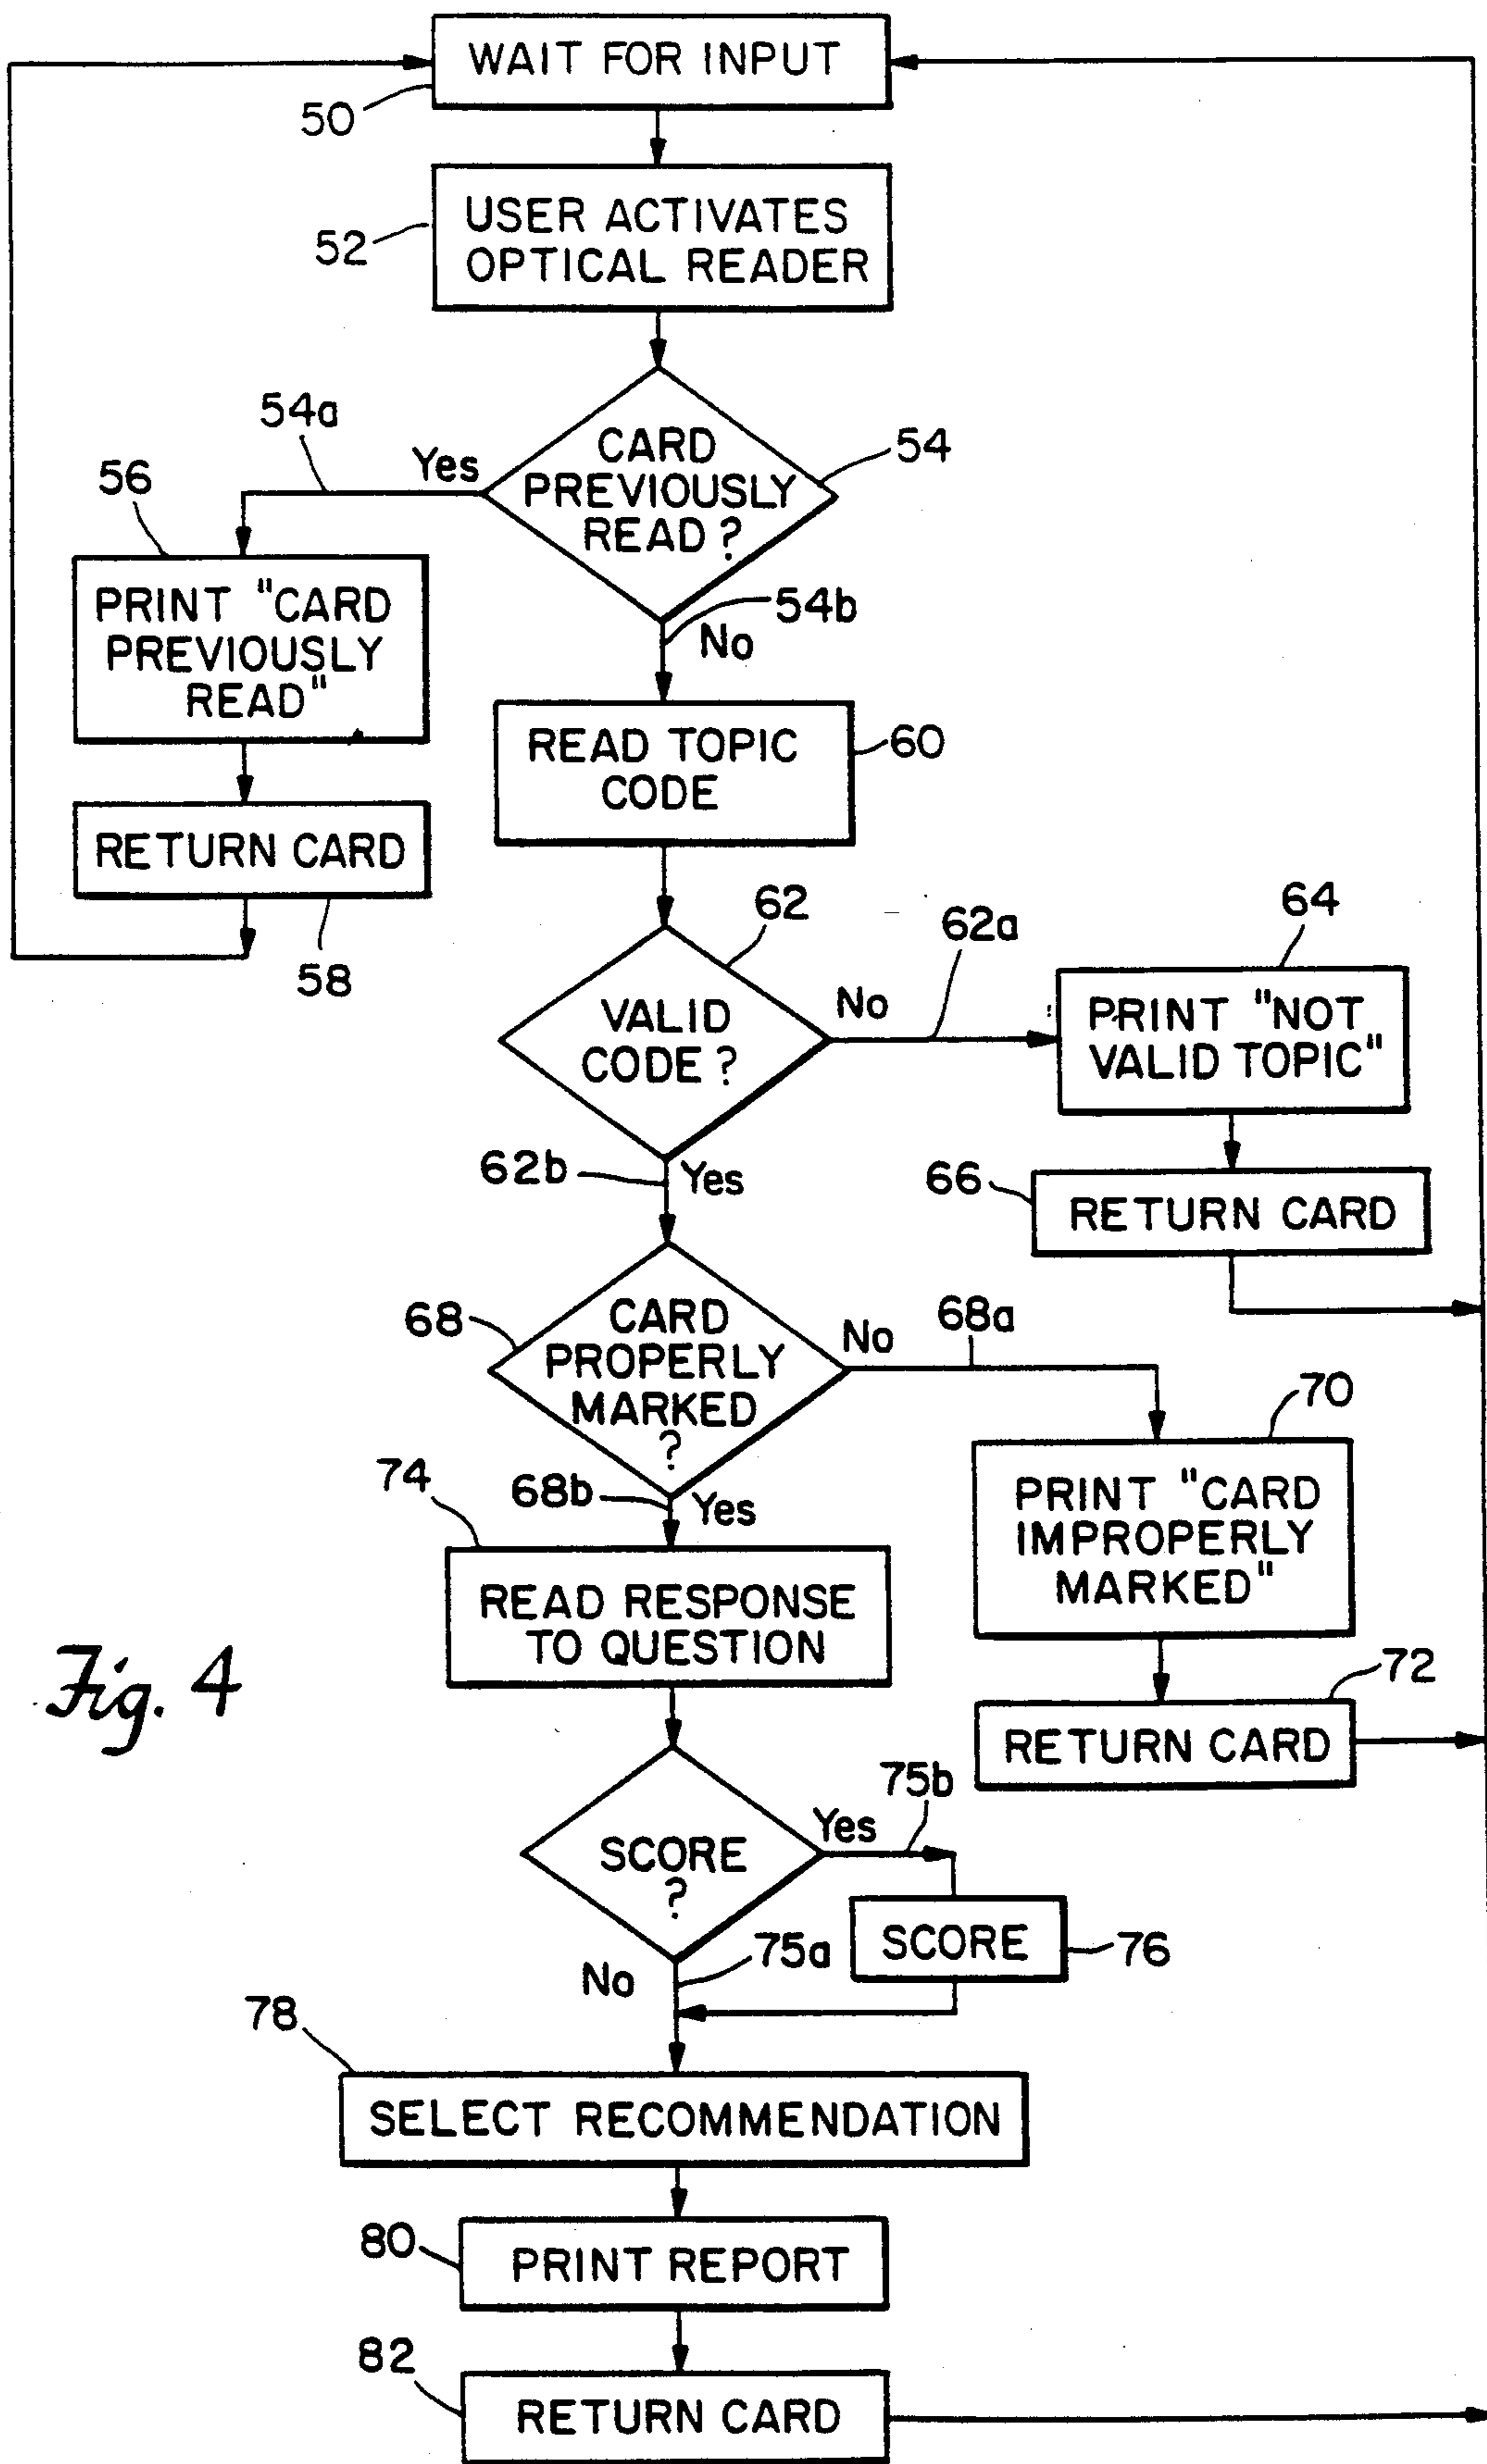 WAIT FOR INPUT
50
USER ACTIVATES
OPTICAL READER
52
54a
Yes
CARD
PREVIOUSLY
READ ?
54
56
PRINT "CARD
PREVIOUSLY
READ"
54b
No
READ TOPIC
CODE
60
RETURN CARD
58
62
62a
64
No
VALID
CODE ?
PRINT "NOT
VALID TOPIC"
62b
Yes
66
RETURN CARD
68
CARD
PROPERLY
MARKED
?
No
68a
70
74
68b
Yes
PRINT "CARD
IMPROPERLY
MARKED"
READ RESPONSE
TO QUESTION
Fig. 4
72
RETURN CARD
75b
Yes
SCORE
?
SCORE
76
75a
No
78
SELECT RECOMMENDATION
80
PRINT REPORT
82
RETURN CARD